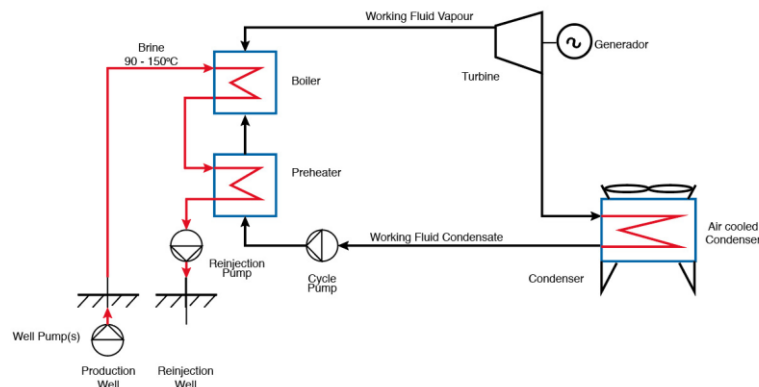 Working Fluid Vapour
Brine
90 - 150ºC
Generador
Boiler
Turbine
Preheater
Air cooled
Condenser
Working Fluid Condensate
Reinjection
Pump
Cycle
Pump
Condenser
Well Pump(s)
Production
Well
Reinjection
Well